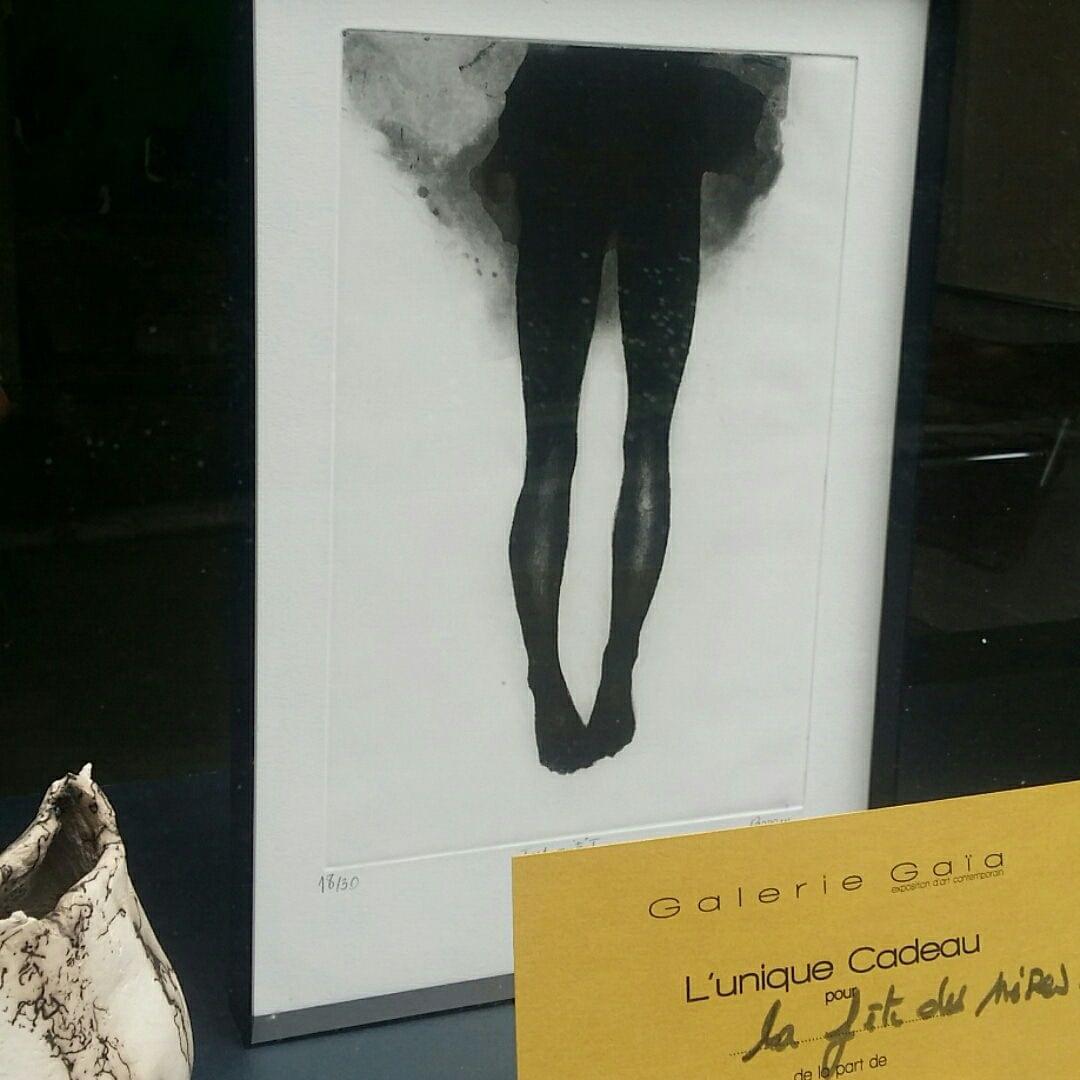 18/30
Galerie Gaïa
exposition d'art contemporain
L'unique Cadeau
pour
la fête des mères
de la part de